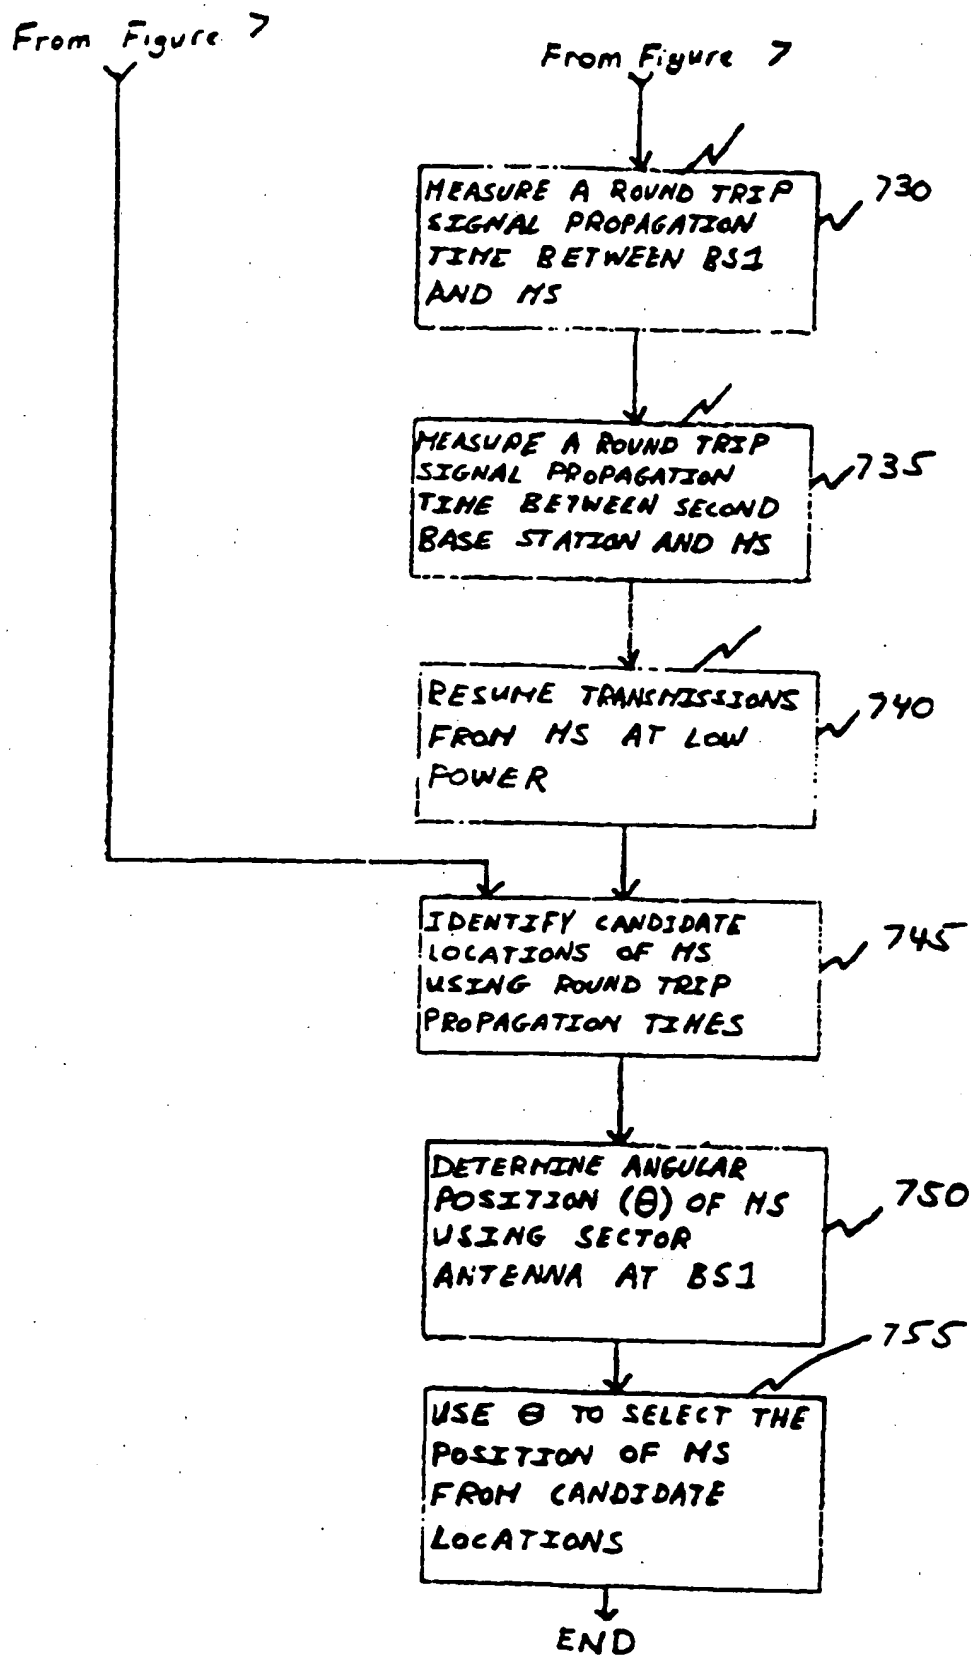 From Figure 7
From Figure 7
MEASURE A ROUND TRIP
SIGNAL PROPAGATION
TIME BETWEEN BS1
AND MS
730
MEASURE A ROUND TRIP
SIGNAL PROPAGATION
TIME BETWEEN SECOND
BASE STATION AND MS
735
RESUME TRANSMISSIONS
FROM MS AT LOW
POWER
740
IDENTIFY CANDIDATE
LOCATIONS OF MS
USING ROUND TRIP
PROPAGATION TIMES
745
DETERMINE ANGULAR
POSITION (θ) OF MS
USING SECTOR
ANTENNA AT BS1
750
755
USE θ TO SELECT THE
POSITION OF MS
FROM CANDIDATE
LOCATIONS
END